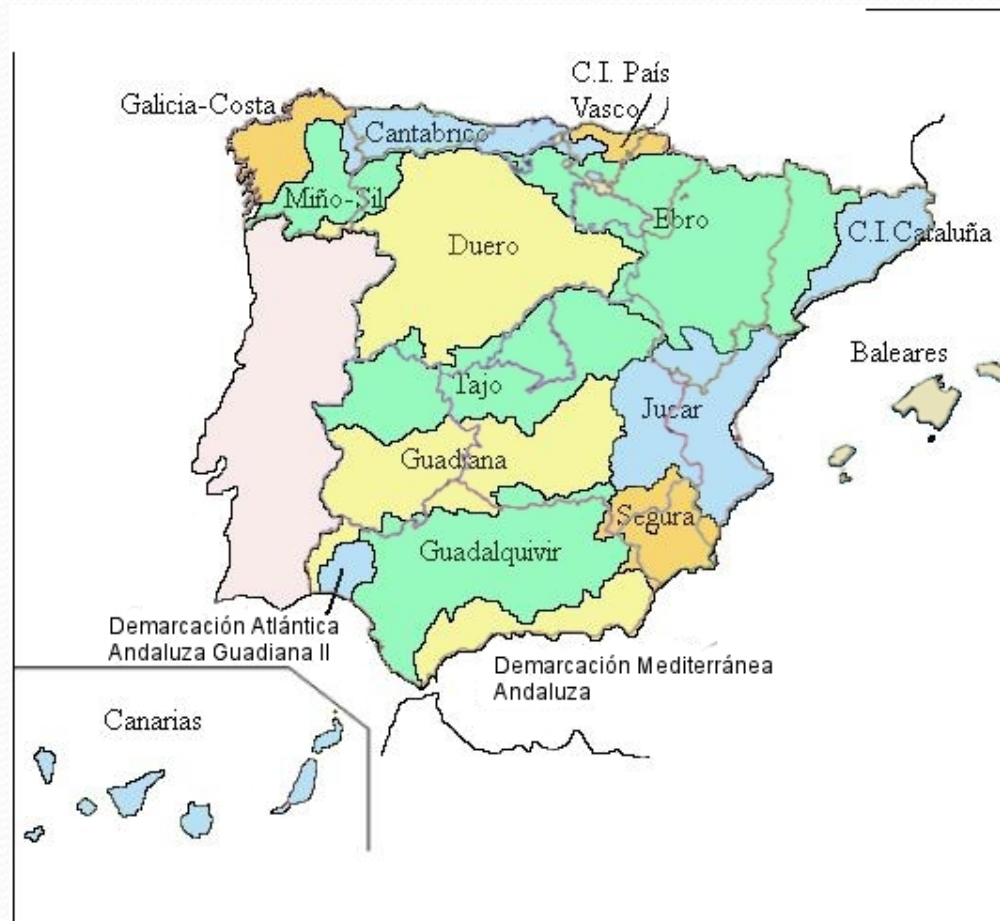 C.I. País
Vasco
Galicia-Costa
Cantabrico
Miño-Sil
Ebro
C.I.Cataluña
Duero
Baleares
Tajo
Jucar
Guadiana
Segura
Guadalquivir
Demarcación Atlántica
Andaluza Guadiana II
Demarcación Mediterránea
Andaluza
Canarias